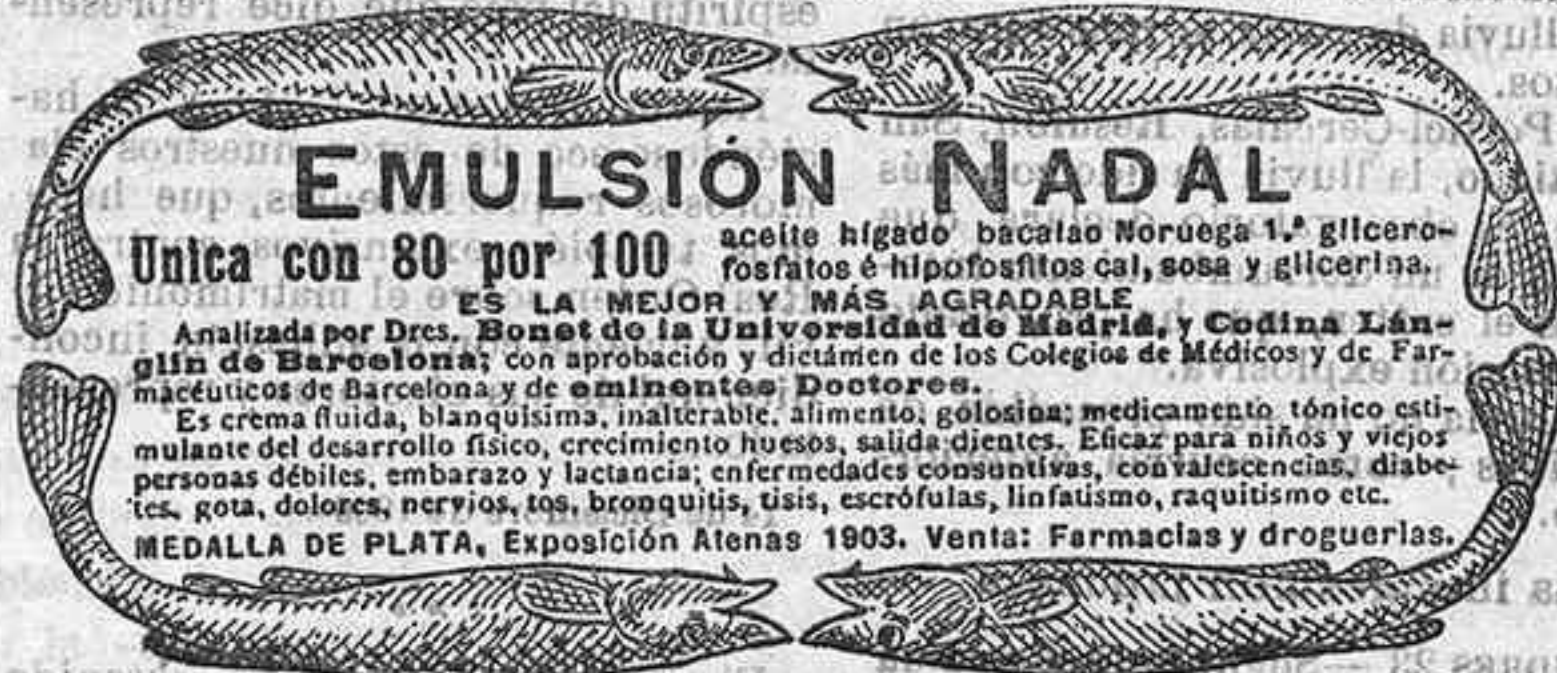 EMULSIÓN NADAL
Unica con 80 por 100 aceite hígado bacalao Noruega 1.ª glicero-
fosfatos é hipofosfitos cal, sosa y glicerina.
ES LA MEJOR Y MÁS AGRADABLE
Analizada por Dres. Bonet de la Universidad de Madrid, y Codina Lán-
glin de Barcelona; con aprobación y dictámen de los Colegios de Médicos y de Far-
macéuticos de Barcelona y de eminentes Doctores.
Es crema fluida, blanquísima, inalterable, alimento, golosina; medicamento tónico esti-
mulante del desarrollo físico, crecimiento huesos, salida dientes. Eficaz para niños y viejos
personas débiles, embarazo y lactancia; enfermedades consuntivas, convalescencias, diabe-
tes, gota, dolores, nervios, tos, bronquitis, tisis, escrófulas, linfatismo, raquitismo etc.
MEDALLA DE PLATA, Exposición Atenas 1903. Venta: Farmacias y droguerías.